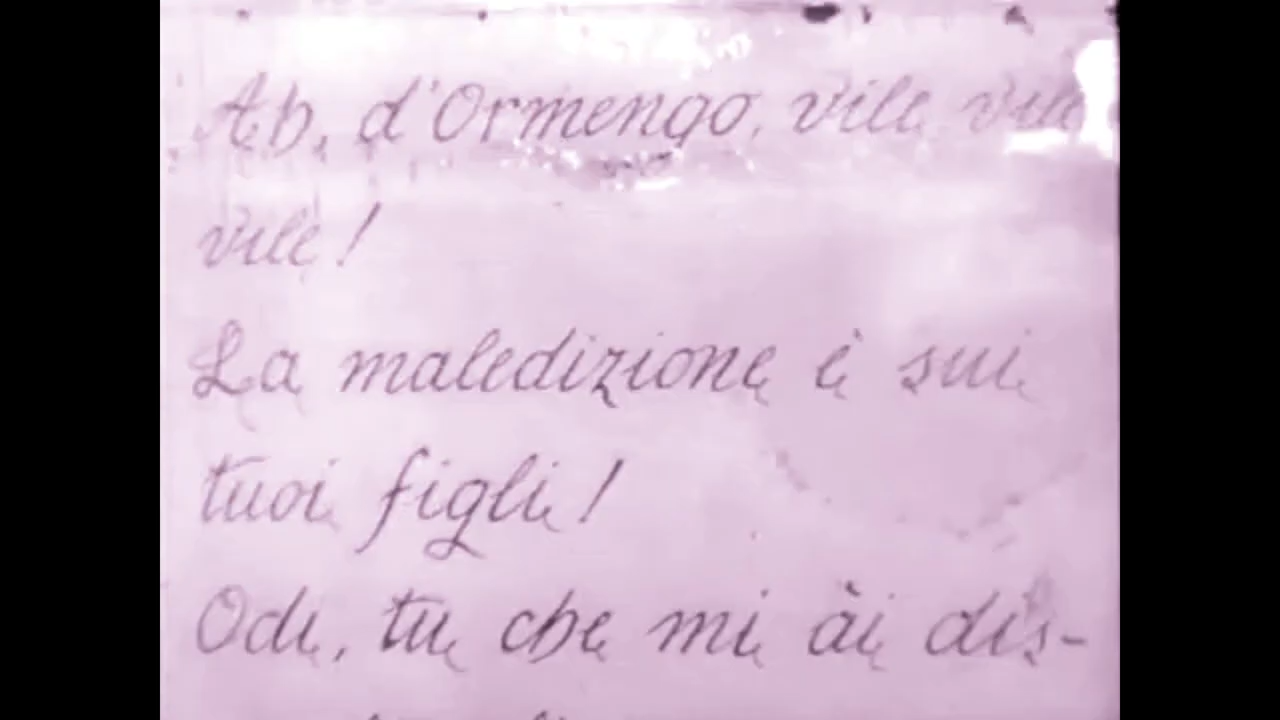 Ah, d'Ormengo, vile vile
vile!
La maledizione è sui
tuoi figli!
Odi, tu che mi ài dis-